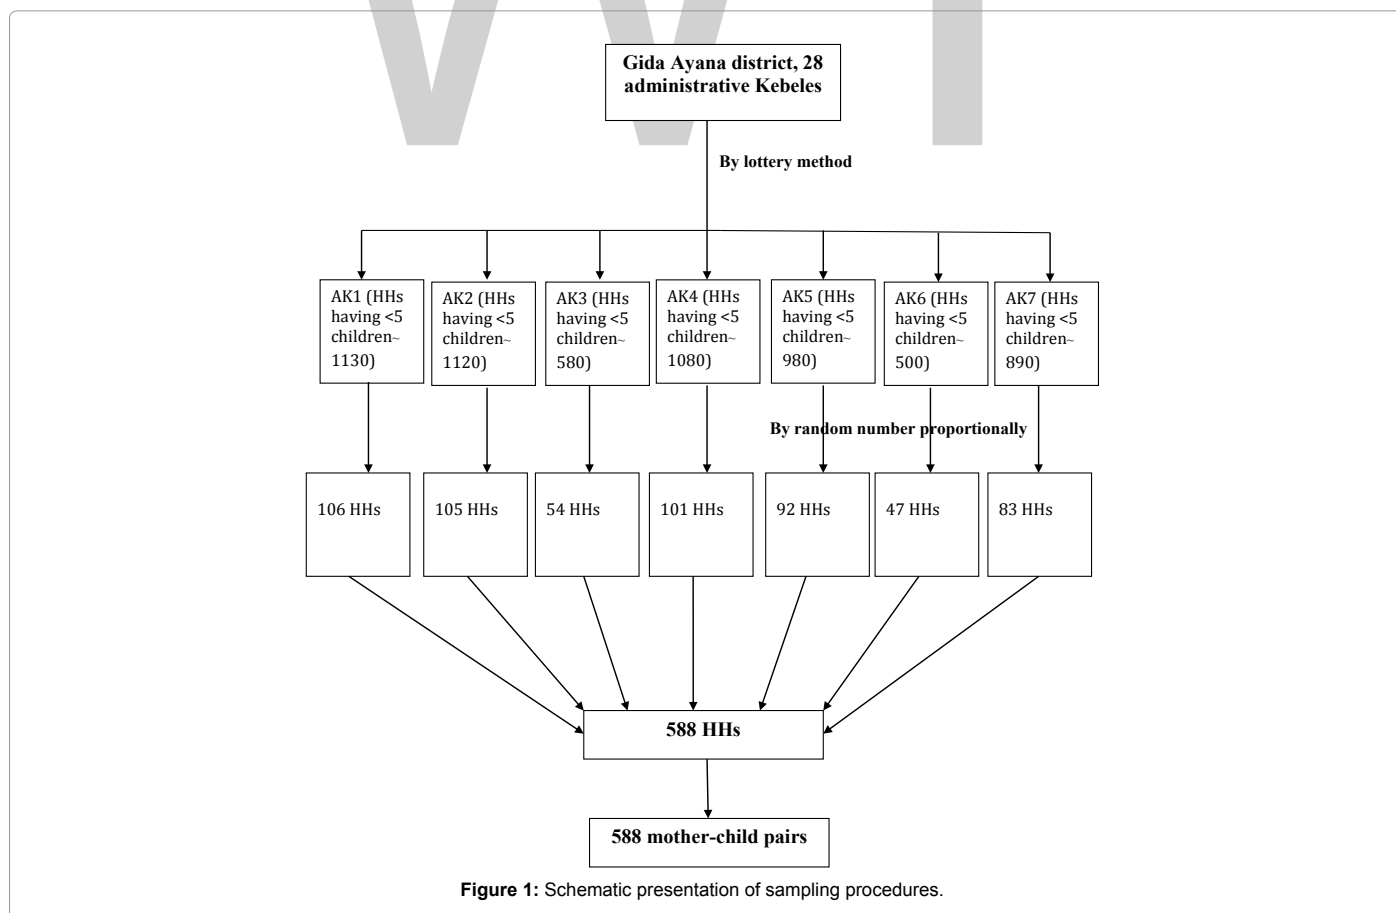 Gida Ayana district, 28
administrative Kebeles
By lottery method
AK1 (HHs
having <5
children~
1130)
AK2 (HHs
having <5
children~
1120)
AK3 (HHs
having <5
children~
580)
AK4 (HHs
having <5
children~
1080)
AK5 (HHs
having <5
children~
980)
AK6 (HHs
having <5
children~
500)
AK7 (HHs
having <5
children~
890)
By random number proportionally
106 HHs
105 HHs
54 HHs
101 HHs
92 HHs
47 HHs
83 HHs
588 HHs
588 mother-child pairs
Figure 1: Schematic presentation of sampling procedures.